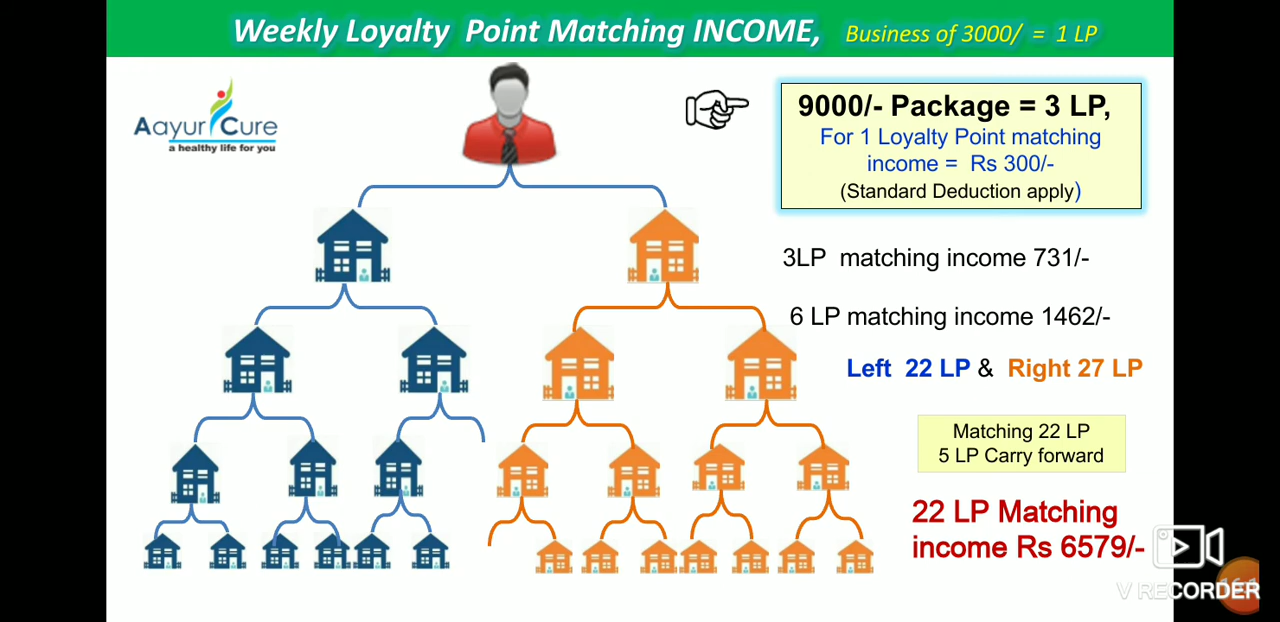 Weekly Loyalty Point Matching INCOME, Business of 3000/ = 1 LP
Aayur Cure
a healthy life for you
9000/- Package = 3 LP,
For 1 Loyalty Point matching
income = Rs 300/-
(Standard Deduction apply)
3LP matching income 731/-
6 LP matching income 1462/-
Left 22 LP & Right 27 LP
Matching 22 LP
5 LP Carry forward
22 LP Matching
income Rs 6579/-
V RECORDER